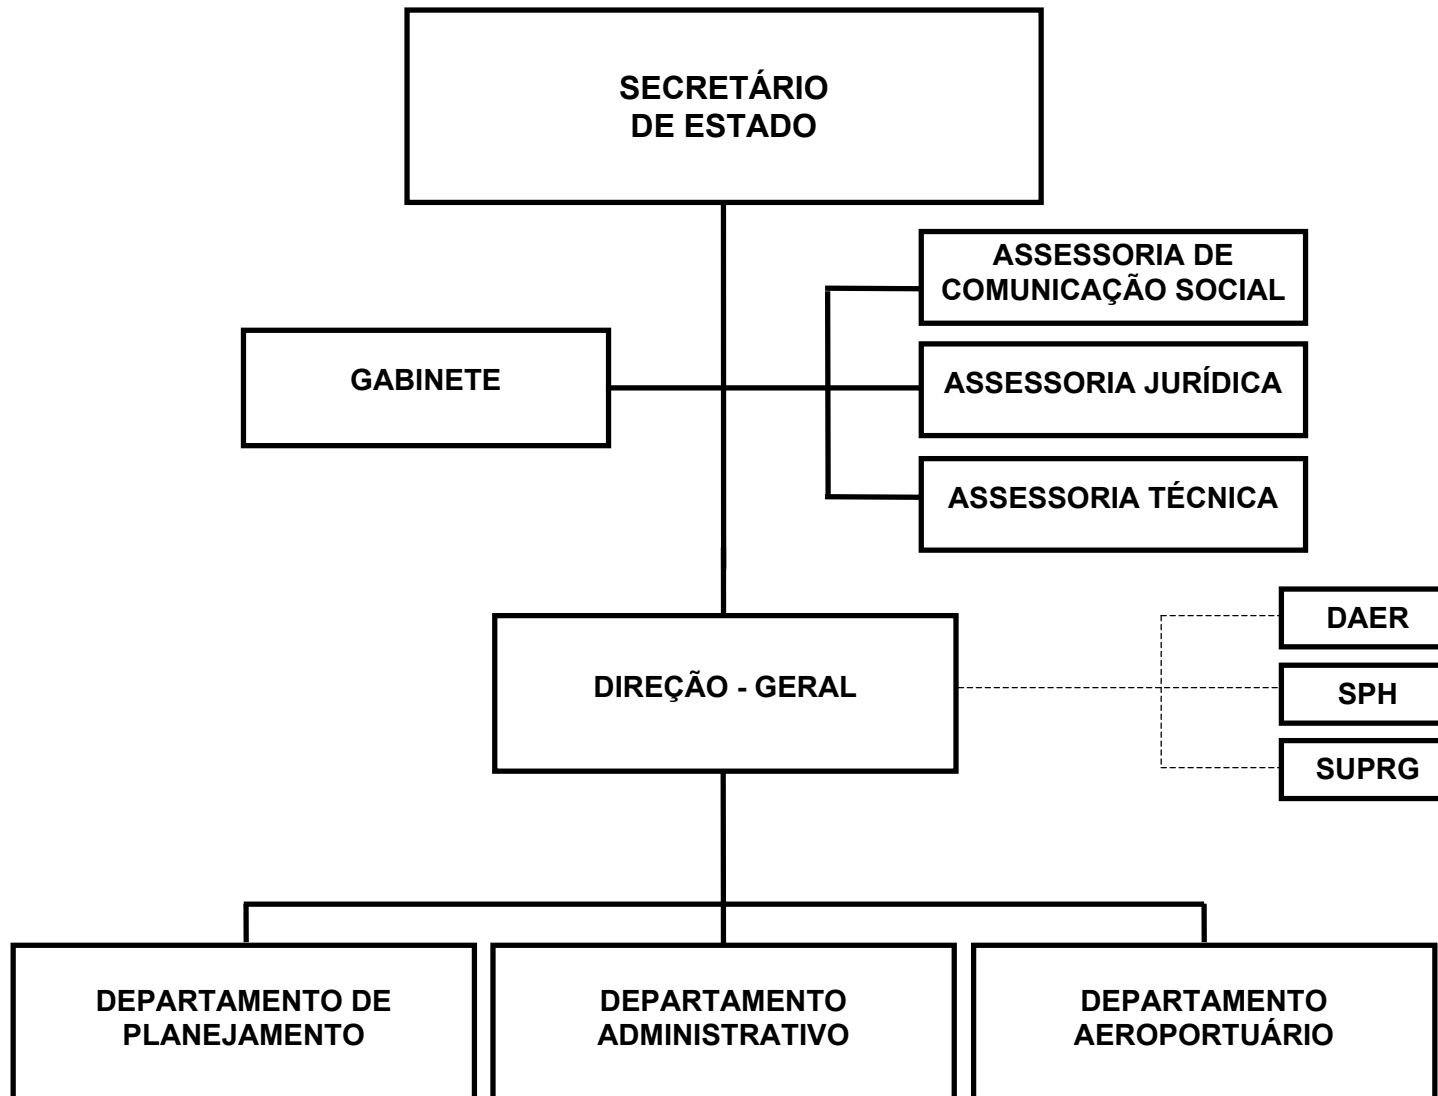 SECRETÁRIO
DE ESTADO
ASSESSORIA DE
COMUNICAÇÃO SOCIAL
GABINETE
ASSESSORIA JURÍDICA
ASSESSORIA TÉCNICA
DAER
DIREÇÃO - GERAL
SPH
SUPRG
DEPARTAMENTO DE
PLANEJAMENTO
DEPARTAMENTO
ADMINISTRATIVO
DEPARTAMENTO
AEROPORTUÁRIO